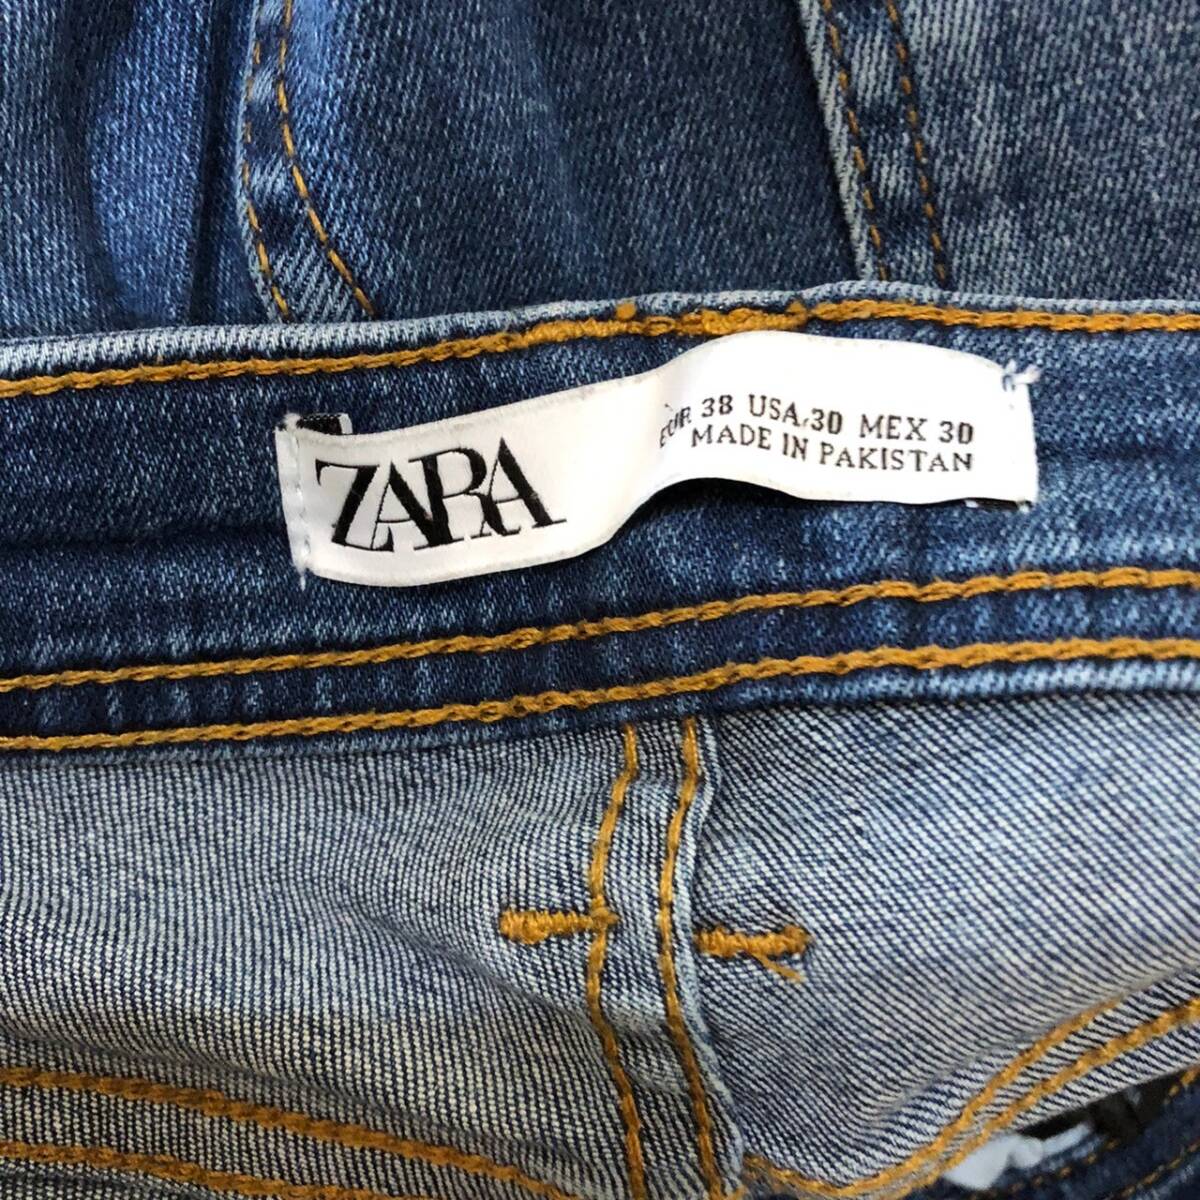 ZARA
EUR 38 USA 30 MEX 30
MADE IN PAKISTAN